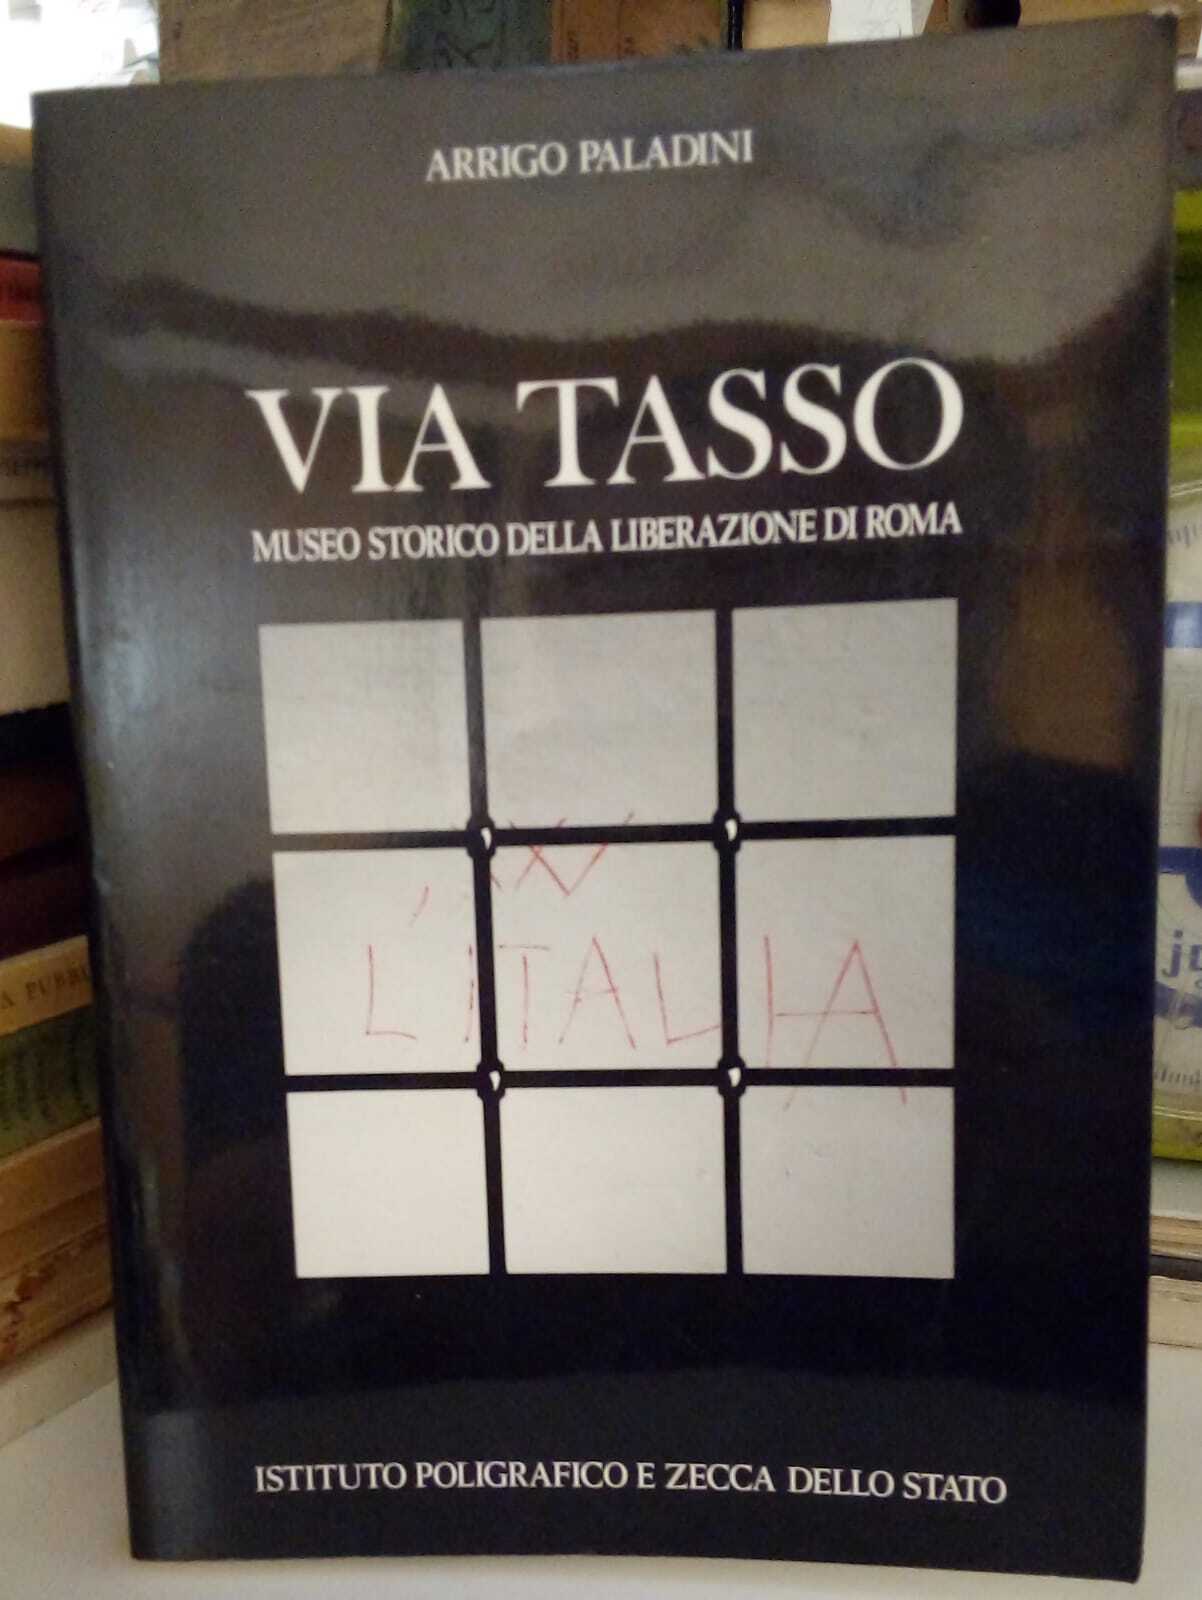 ARRIGO PALADINI
VIA TASSO
MUSEO STORICO DELLA LIBERAZIONE DI ROMA
L'ITALIA
ISTITUTO POLIGRAFICO E ZECCA DELLO STATO